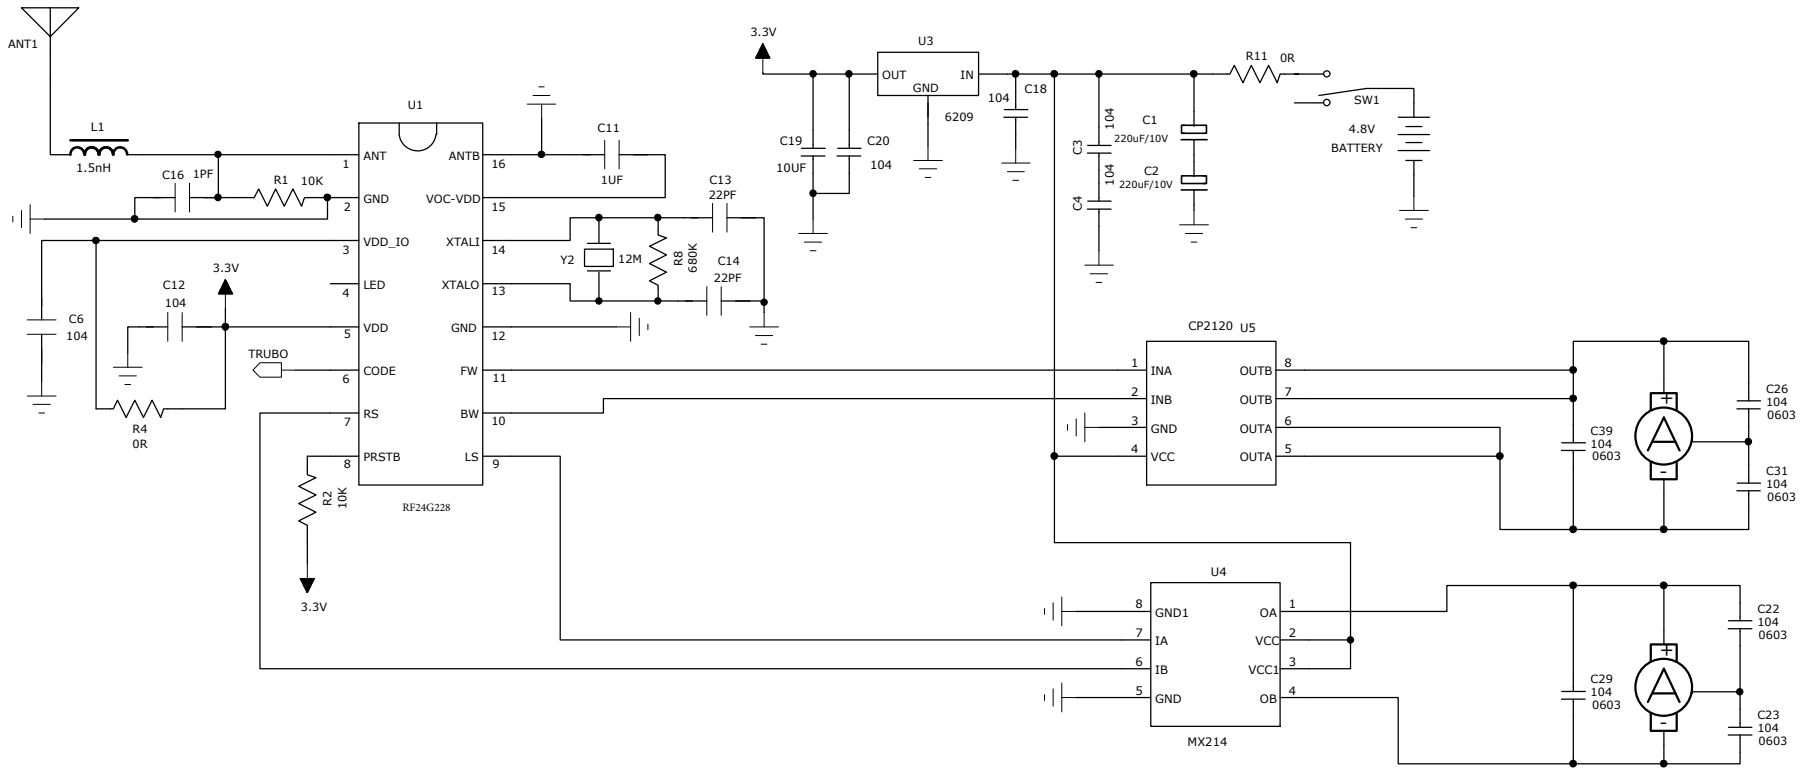 ANT1
L1
1.5nH
C16
1PF
R1
10K
C6
104
C12
104
3.3V
TRUBO
R4
0R
R2
10K
3.3V
U1
1
ANT
2
GND
3
VDD_IO
4
LED
5
VDD
6
CODE
7
RS
8
PRSTB
ANTB
16
VOC-VDD
15
XTALI
14
XTALO
13
GND
12
FW
11
BW
10
LS
9
RF24G228
C11
1UF
C13
22PF
Y2
12M
R8
680K
C14
22PF
3.3V
U3
OUT
IN
GND
6209
C19
10UF
C20
104
104
C18
104
C3
104
C4
C1
220uF/10V
C2
220uF/10V
R11
0R
SW1
4.8V
BATTERY
CP2120
U5
1
INA
2
INB
3
GND
4
VCC
OUTB
8
OUTB
7
OUTA
6
OUTA
5
C39
104
0603
+
A
-
C26
104
0603
C31
104
0603
U4
8
GND1
7
IA
6
IB
5
GND
OA
1
VCC
2
VCC1
3
OB
4
MX214
C29
104
0603
+
A
-
C22
104
0603
C23
104
0603